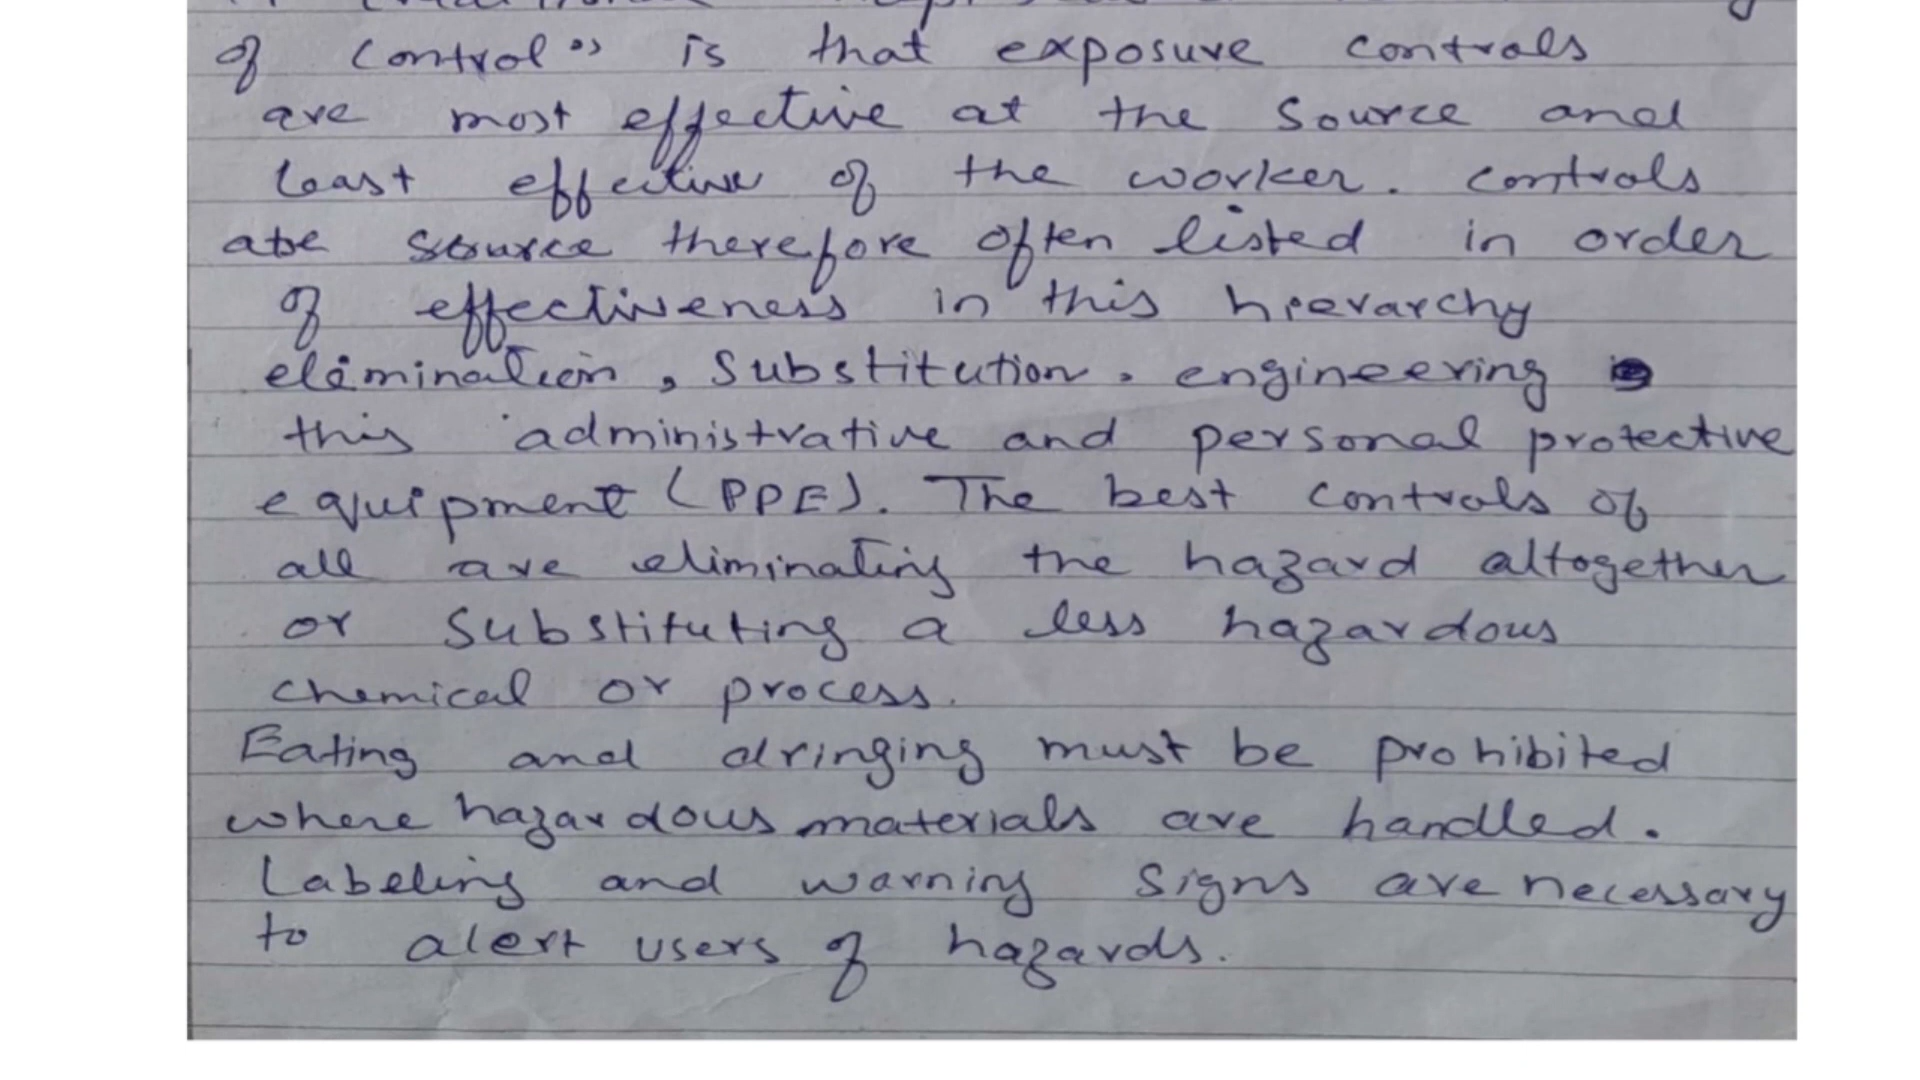 of control" is that exposure controls
are most effective at the source and
least effective of the worker. controls
are source therefore often listed in order
of effectiveness in this hierarchy
elimination, substitution, engineering
this administrative and personal protective
equipment (PPE). The best controls of
all are eliminating the hazard altogether
or substituting a less hazardous
chemical or process.
Eating and dringing must be prohibited
where hazardous materials are handled.
Labeling and warning signs are necessary
to alert users of hazards.